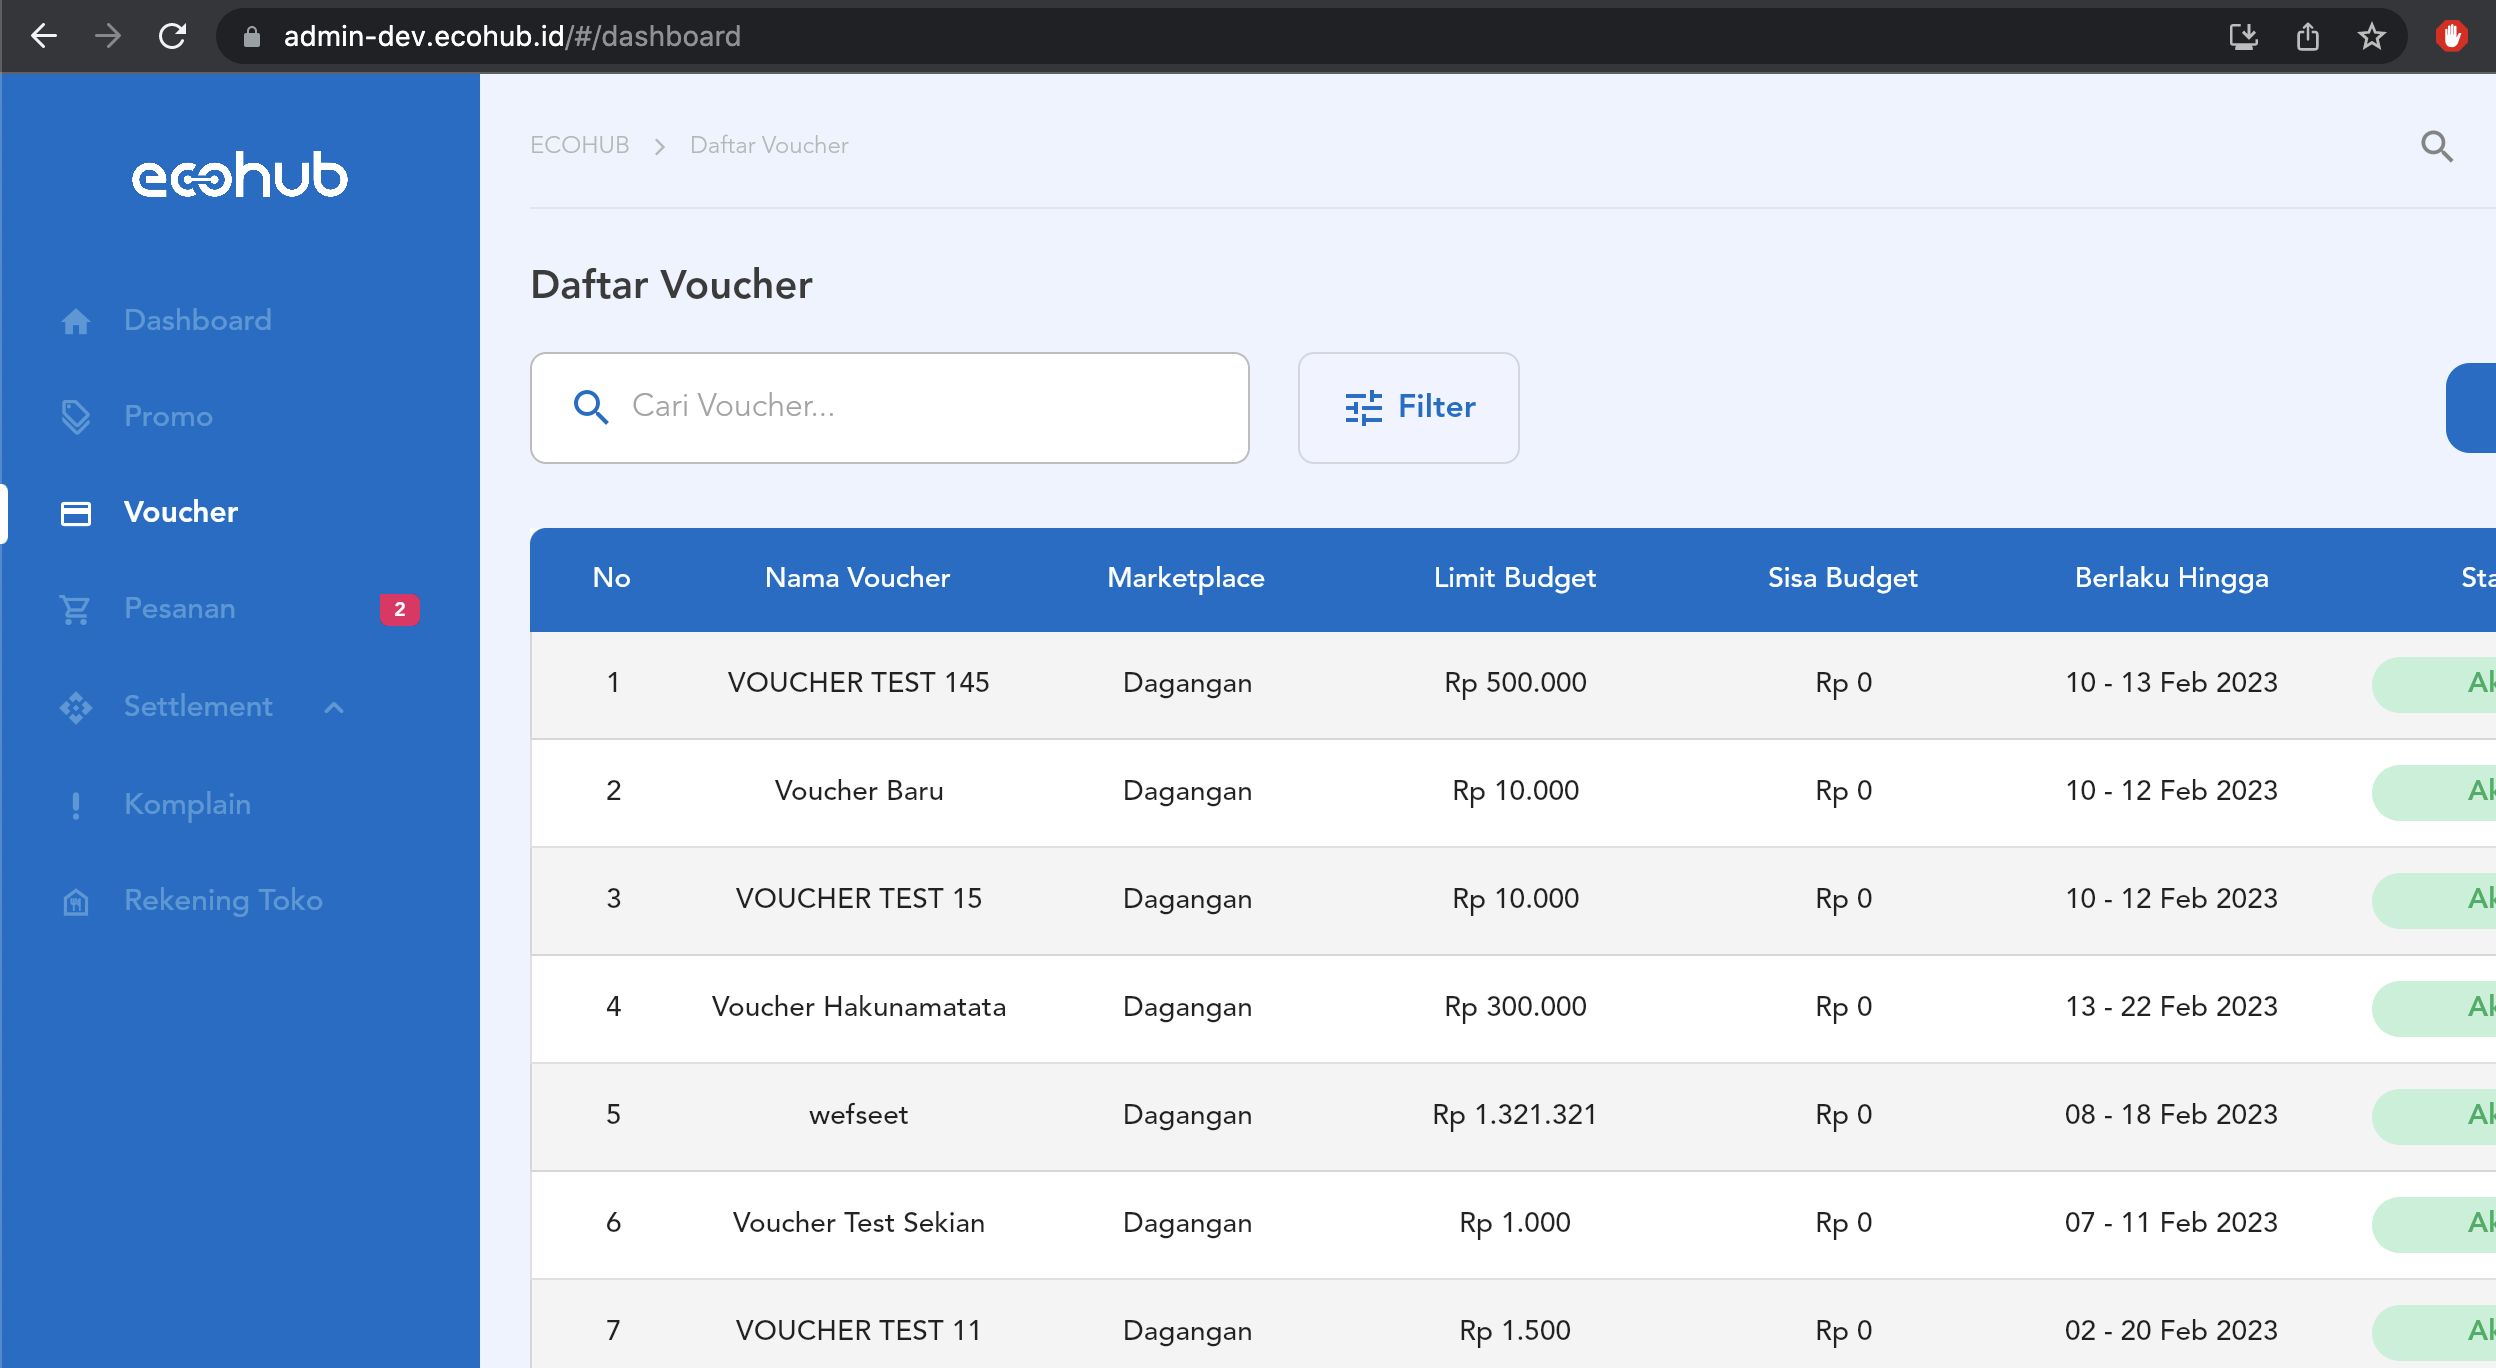 admin-dev.ecohub.id/#/dashboard
ecohub
Dashboard
Promo
Voucher
Pesanan 2
Settlement
Komplain
Rekening Toko
ECOHUB > Daftar Voucher
Daftar Voucher
Cari Voucher...
Filter
No Nama Voucher Marketplace Limit Budget Sisa Budget Berlaku Hingga Sta
1 VOUCHER TEST 145 Dagangan Rp 500.000 Rp 0 10 - 13 Feb 2023 Ak
2 Voucher Baru Dagangan Rp 10.000 Rp 0 10 - 12 Feb 2023 Ak
3 VOUCHER TEST 15 Dagangan Rp 10.000 Rp 0 10 - 12 Feb 2023 Ak
4 Voucher Hakunamatata Dagangan Rp 300.000 Rp 0 13 - 22 Feb 2023 Ak
5 wefseet Dagangan Rp 1.321.321 Rp 0 08 - 18 Feb 2023 Ak
6 Voucher Test Sekian Dagangan Rp 1.000 Rp 0 07 - 11 Feb 2023 Ak
7 VOUCHER TEST 11 Dagangan Rp 1.500 Rp 0 02 - 20 Feb 2023 Ak